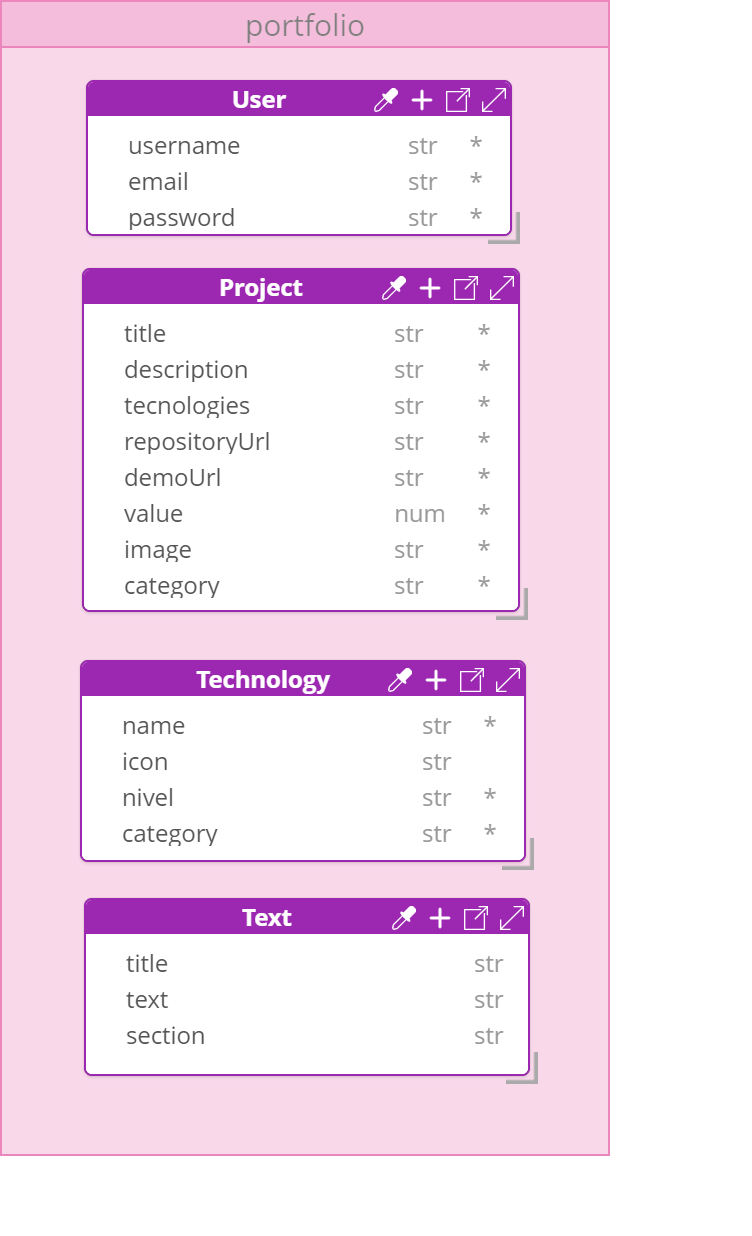 portfolio
User
username str *
email str *
password str *
Project
title str *
description str *
tecnologies str *
repositoryUrl str *
demoUrl str *
value num *
image str *
category str *
Technology
name str *
icon str
nivel str *
category str *
Text
title str
text str
section str